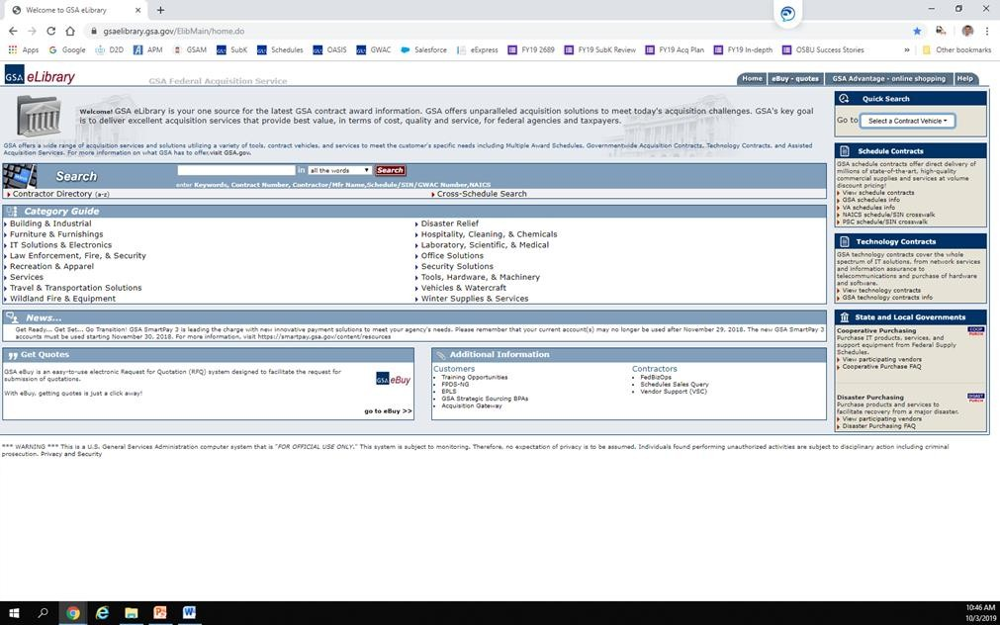 Welcome to GSA eLibrary
gsaelibrary.gsa.gov/ElibMain/home.do
Apps Google D2D APM GSAM SubK Schedules OASIS GWAC Salesforce eExpress FY19 2689 FY19 SubK Review FY19 Acq Plan FY19 In-depth OSBU Success Stories » Other bookmarks
GSA eLibrary
GSA Federal Acquisition Service
Home eBuy - quotes GSA Advantage - online shopping Help
Welcome! GSA eLibrary is your one source for the latest GSA contract award information. GSA offers unparalleled acquisition solutions to meet today's acquisition challenges. GSA's key goal
is to deliver excellent acquisition services that provide best value, in terms of cost, quality and service, for federal agencies and taxpayers.
GSA offers a wide range of acquisition services and solutions utilizing a variety of tools, contract vehicles, and services to meet the customer's specific needs including Multiple Award Schedules, Governmentwide Acquisition Contracts, Technology Contracts, and Assisted
Acquisition Services. For more information on what GSA has to offer,visit GSA.gov.
Search
in all the words Search
enter Keywords, Contract Number, Contractor/Mfr Name,Schedule/SIN/GWAC Number,NAICS
Contractor Directory (a-z) Cross-Schedule Search
Category Guide
Building & Industrial
Furniture & Furnishings
IT Solutions & Electronics
Law Enforcement, Fire, & Security
Recreation & Apparel
Services
Travel & Transportation Solutions
Wildland Fire & Equipment
Disaster Relief
Hospitality, Cleaning, & Chemicals
Laboratory, Scientific, & Medical
Office Solutions
Security Solutions
Tools, Hardware, & Machinery
Vehicles & Watercraft
Winter Supplies & Services
News...
Get Ready... Get Set... Go Transition! GSA SmartPay 3 is leading the charge with new innovative payment solutions to meet your agency's needs. Please remember that your current account(s) may no longer be used after November 29, 2018. The new GSA SmartPay 3
accounts must be used starting November 30, 2018. For more information, visit https://smartpay.gsa.gov/content/resources
Get Quotes
GSA eBuy is an easy-to-use electronic Request for Quotation (RFQ) system designed to facilitate the request for
submission of quotations.
GSA eBuy
With eBuy, getting quotes is just a click away!
go to eBuy >>
Additional Information
Customers
Training Opportunities
FPDS-NG
EPLS
GSA Strategic Sourcing BPAs
Acquisition Gateway
Contractors
FedBizOps
Schedules Sales Query
Vendor Support (VSC)
Quick Search
Go to Select a Contract Vehicle
Schedule Contracts
GSA schedule contracts offer direct delivery of
millions of state-of-the-art, high-quality
commercial supplies and services at volume
discount pricing!
View schedule contracts
GSA schedules info
VA schedules info
NAICS schedule/SIN crosswalk
PSC schedule/SIN crosswalk
Technology Contracts
GSA technology contracts cover the whole
spectrum of IT solutions, from network services
and information assurance to
telecommunications and purchase of hardware
and software.
View technology contracts
GSA technology contracts info
State and Local Governments
Cooperative Purchasing
COOP PURCH
Purchase IT products, services, and
support equipment from Federal Supply
Schedules.
View participating vendors
Cooperative Purchase FAQ
Disaster Purchasing
DISAST PURCH
Purchase products and services to
facilitate recovery from a major disaster.
View participating vendors
Disaster Purchasing FAQ
*** WARNING *** This is a U.S. General Services Administration computer system that is "FOR OFFICIAL USE ONLY." This system is subject to monitoring. Therefore, no expectation of privacy is to be assumed. Individuals found performing unauthorized activities are subject to disciplinary action including criminal
prosecution. Privacy and Security
10:46 AM
10/3/2019